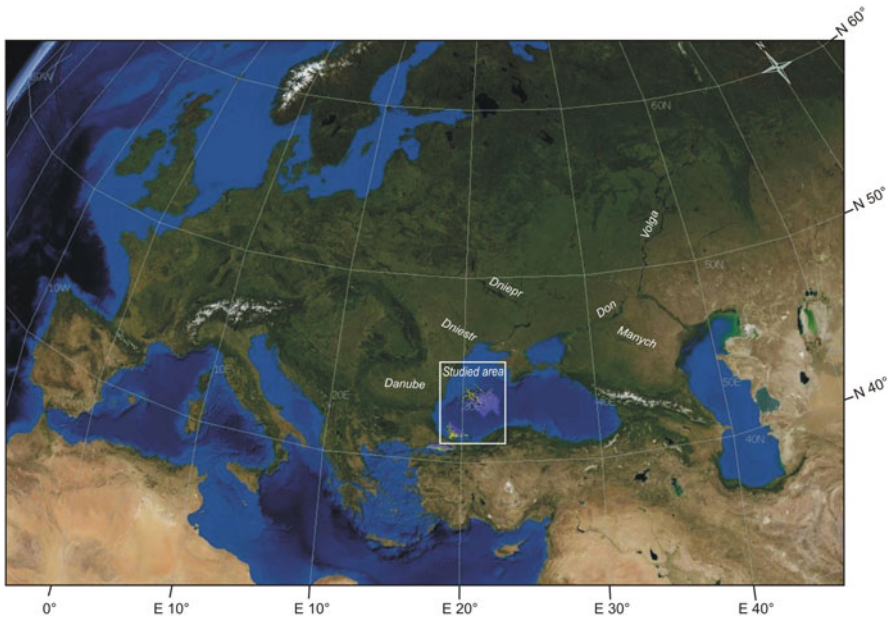 N 60°
N
20W
60N
N 50°
Volga
50N
10W
Dniepr
Don
Dniestr
Manych
Studied area
10E
Danube
20E
30E
40E
50E
N 40°
40N
0°
E 10°
E 10°
E 20°
E 30°
E 40°